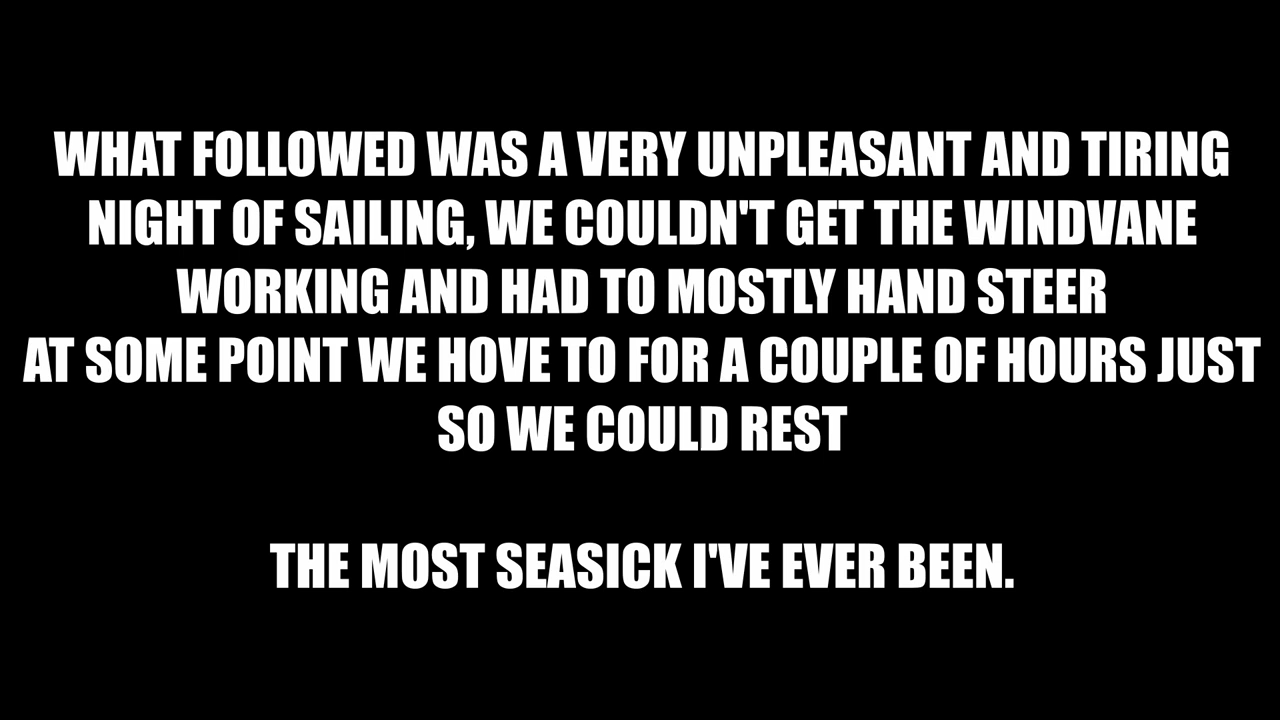 WHAT FOLLOWED WAS A VERY UNPLEASANT AND TIRING
NIGHT OF SAILING, WE COULDN'T GET THE WINDVANE
WORKING AND HAD TO MOSTLY HAND STEER
AT SOME POINT WE HOVE TO FOR A COUPLE OF HOURS JUST
SO WE COULD REST
THE MOST SEASICK I'VE EVER BEEN.